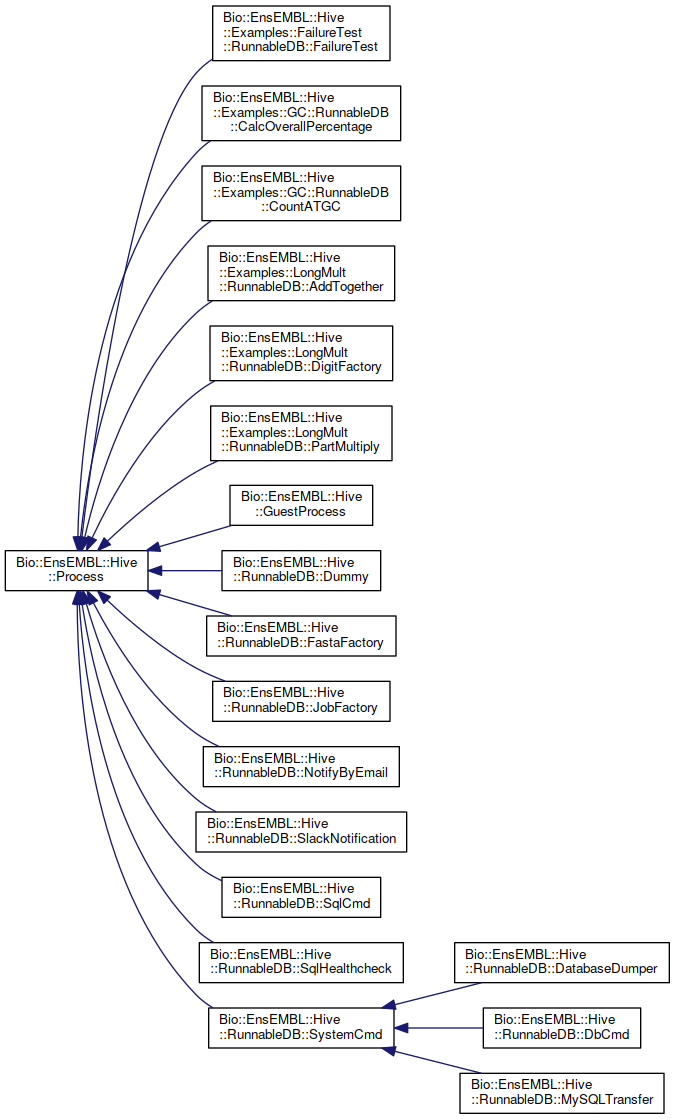 Bio::EnsEMBL::Hive
::Examples::FailureTest
::RunnableDB::FailureTest
Bio::EnsEMBL::Hive
::Examples::GC::RunnableDB
::CalcOverallPercentage
Bio::EnsEMBL::Hive
::Examples::GC::RunnableDB
::CountATGC
Bio::EnsEMBL::Hive
::Examples::LongMult
::RunnableDB::AddTogether
Bio::EnsEMBL::Hive
::Examples::LongMult
::RunnableDB::DigitFactory
Bio::EnsEMBL::Hive
::Examples::LongMult
::RunnableDB::PartMultiply
Bio::EnsEMBL::Hive
::GuestProcess
Bio::EnsEMBL::Hive
::Process
Bio::EnsEMBL::Hive
::RunnableDB::Dummy
Bio::EnsEMBL::Hive
::RunnableDB::FastaFactory
Bio::EnsEMBL::Hive
::RunnableDB::JobFactory
Bio::EnsEMBL::Hive
::RunnableDB::NotifyByEmail
Bio::EnsEMBL::Hive
::RunnableDB::SlackNotification
Bio::EnsEMBL::Hive
::RunnableDB::SqlCmd
Bio::EnsEMBL::Hive
::RunnableDB::SqlHealthcheck
Bio::EnsEMBL::Hive
::RunnableDB::SystemCmd
Bio::EnsEMBL::Hive
::RunnableDB::DatabaseDumper
Bio::EnsEMBL::Hive
::RunnableDB::DbCmd
Bio::EnsEMBL::Hive
::RunnableDB::MySQLTransfer